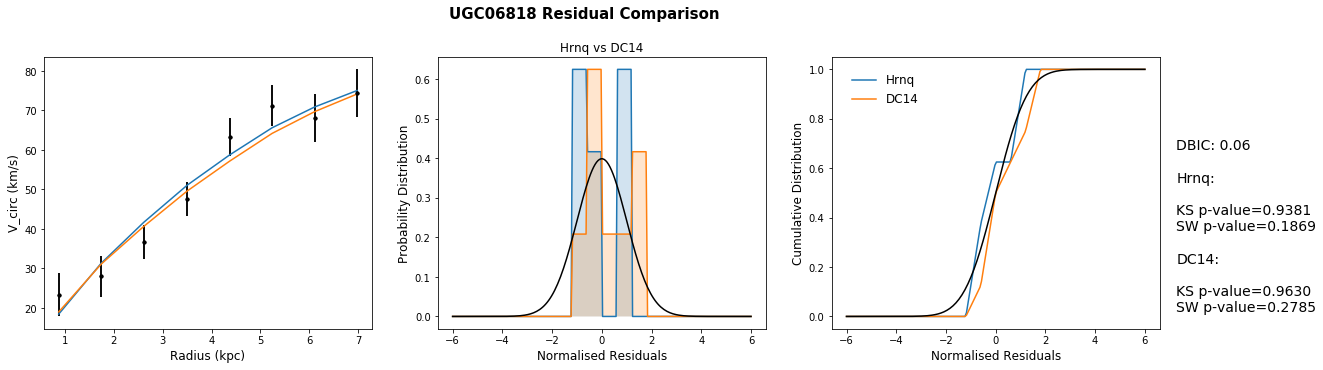 UGC06818 Residual Comparison
V_circ (km/s)
80
70
60
50
40
30
20
1 2 3 4 5 6 7
Radius (kpc)
Hrnq vs DC14
Probability Distribution
0.6
0.5
0.4
0.3
0.2
0.1
0.0
−6 −4 −2 0 2 4 6
Normalised Residuals
Cumulative Distribution
1.0
0.8
0.6
0.4
0.2
0.0
−6 −4 −2 0 2 4 6
Normalised Residuals
Hrnq
DC14
DBIC: 0.06
Hrnq:
KS p-value=0.9381
SW p-value=0.1869
DC14:
KS p-value=0.9630
SW p-value=0.2785